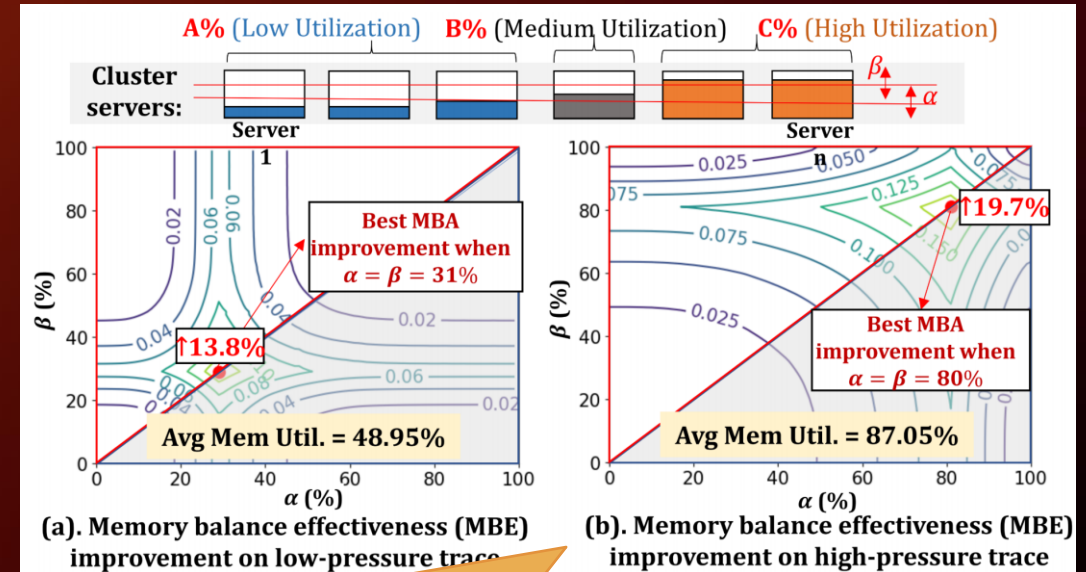 A% (Low Utilization) B% (Medium Utilization) C% (High Utilization)
Cluster
servers:
β
α
Server
1
Server
n
100
80
60
40
20
0
β (%)
0.02
0.06
0.06
0.04
0.04
0.02
0.06
0.08
0.04
0.02
Best MBA
improvement when
α = β = 31%
↑13.8%
Avg Mem Util. = 48.95%
0 20 40 60 80 100
α (%)
(a). Memory balance effectiveness (MBE)
improvement on low-pressure trace
100
80
60
40
20
0
β (%)
0.025
0.050
0.075
0.125
075
0.075
0.100
0.150
0.025
↑19.7%
Best MBA
improvement when
α = β = 80%
Avg Mem Util. = 87.05%
0 20 40 60 80 100
α (%)
(b). Memory balance effectiveness (MBE)
improvement on high-pressure trace